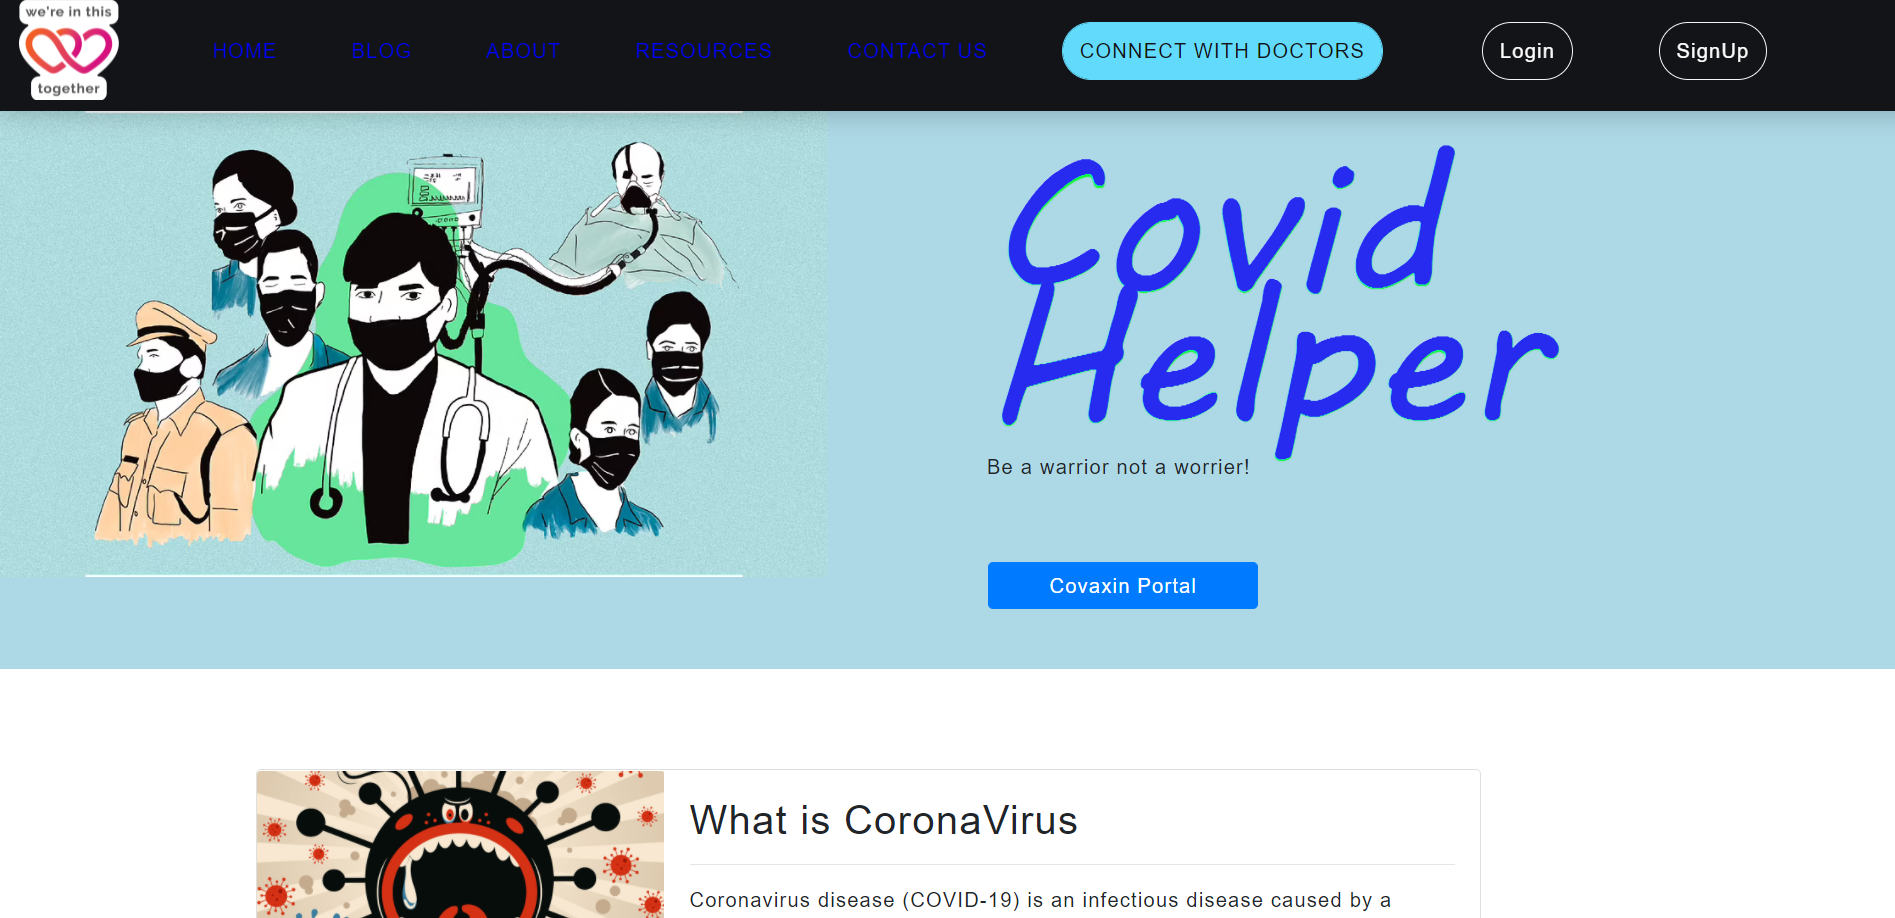 we're in this
together
HOME
BLOG
ABOUT
RESOURCES
CONTACT US
CONNECT WITH DOCTORS
Login
SignUp
Covid
Helper
Be a warrior not a worrier!
Covaxin Portal
What is CoronaVirus
Coronavirus disease (COVID-19) is an infectious disease caused by a